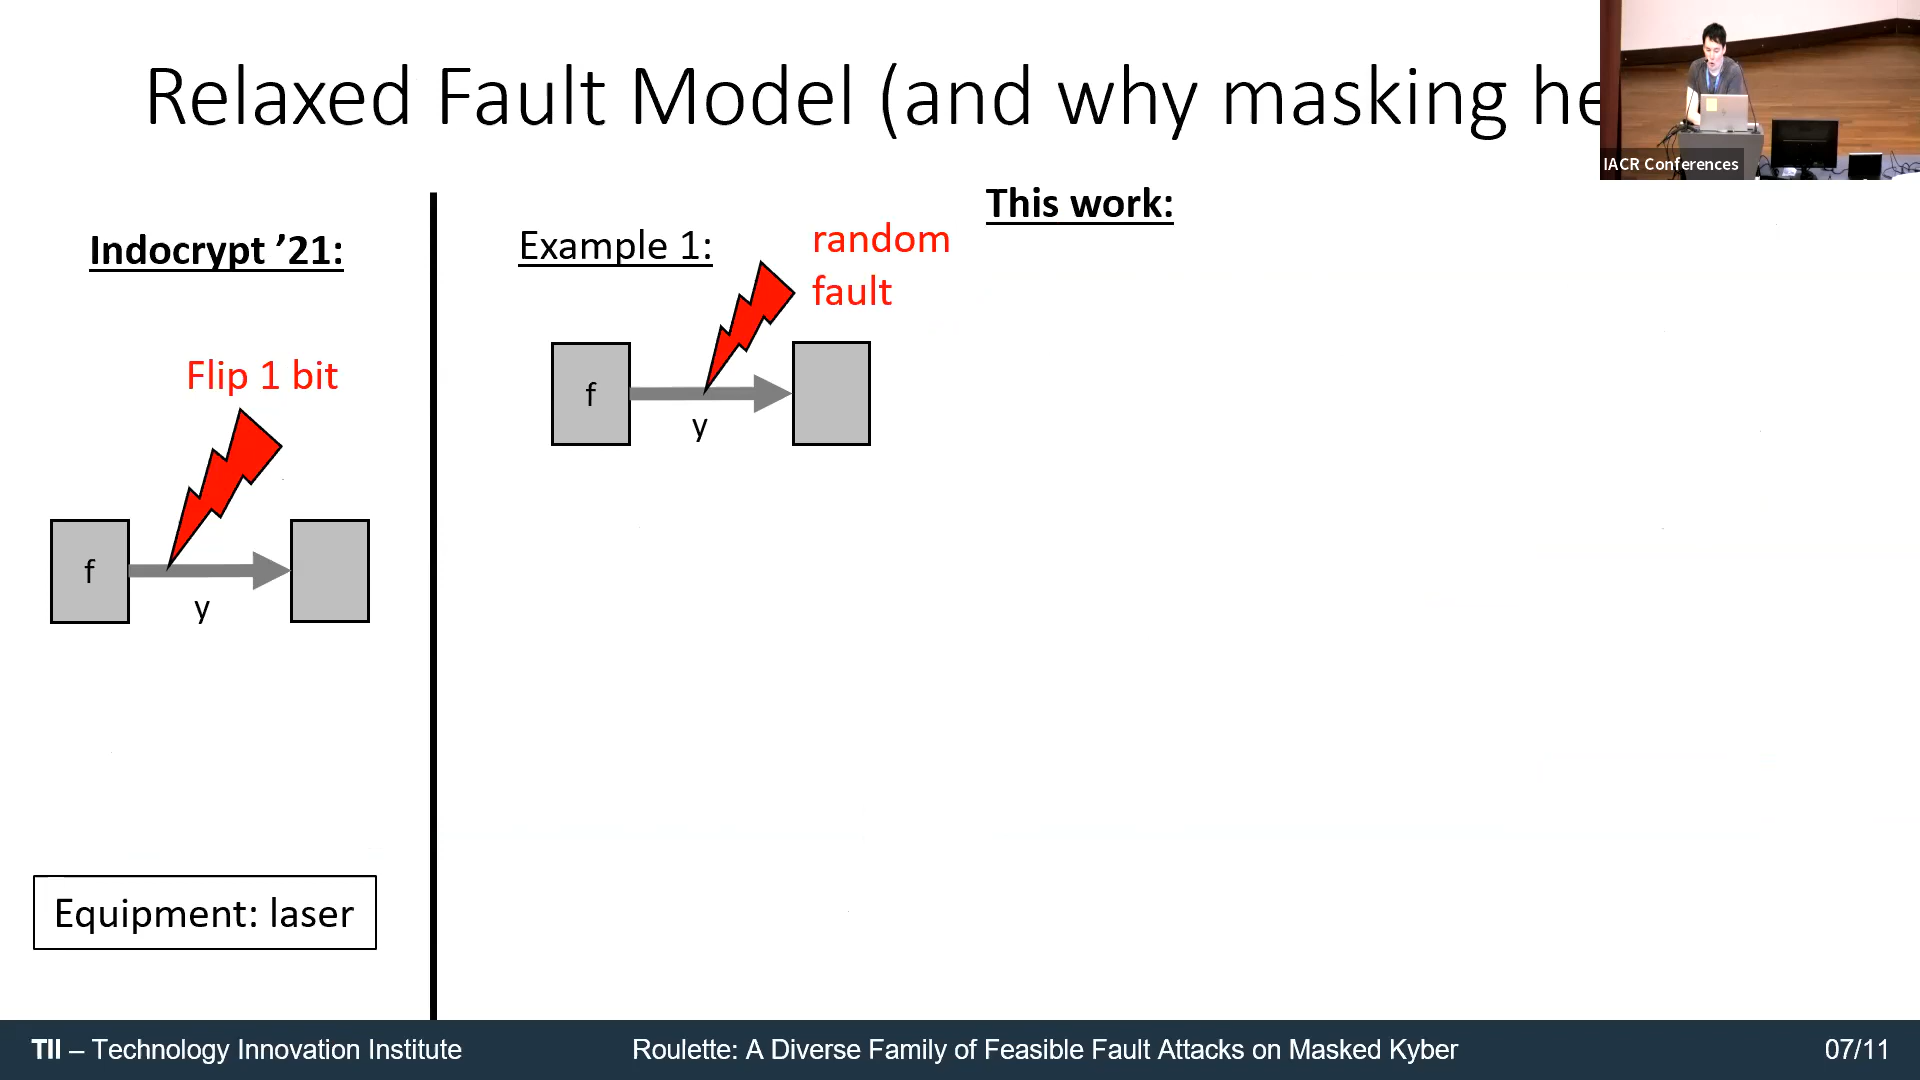 Relaxed Fault Model (and why masking he
IACR Conferences
This work:
Indocrypt ’21:
Example 1:
random
fault
Flip 1 bit
f
y
f
y
Equipment: laser
TII – Technology Innovation Institute
Roulette: A Diverse Family of Feasible Fault Attacks on Masked Kyber
07/11